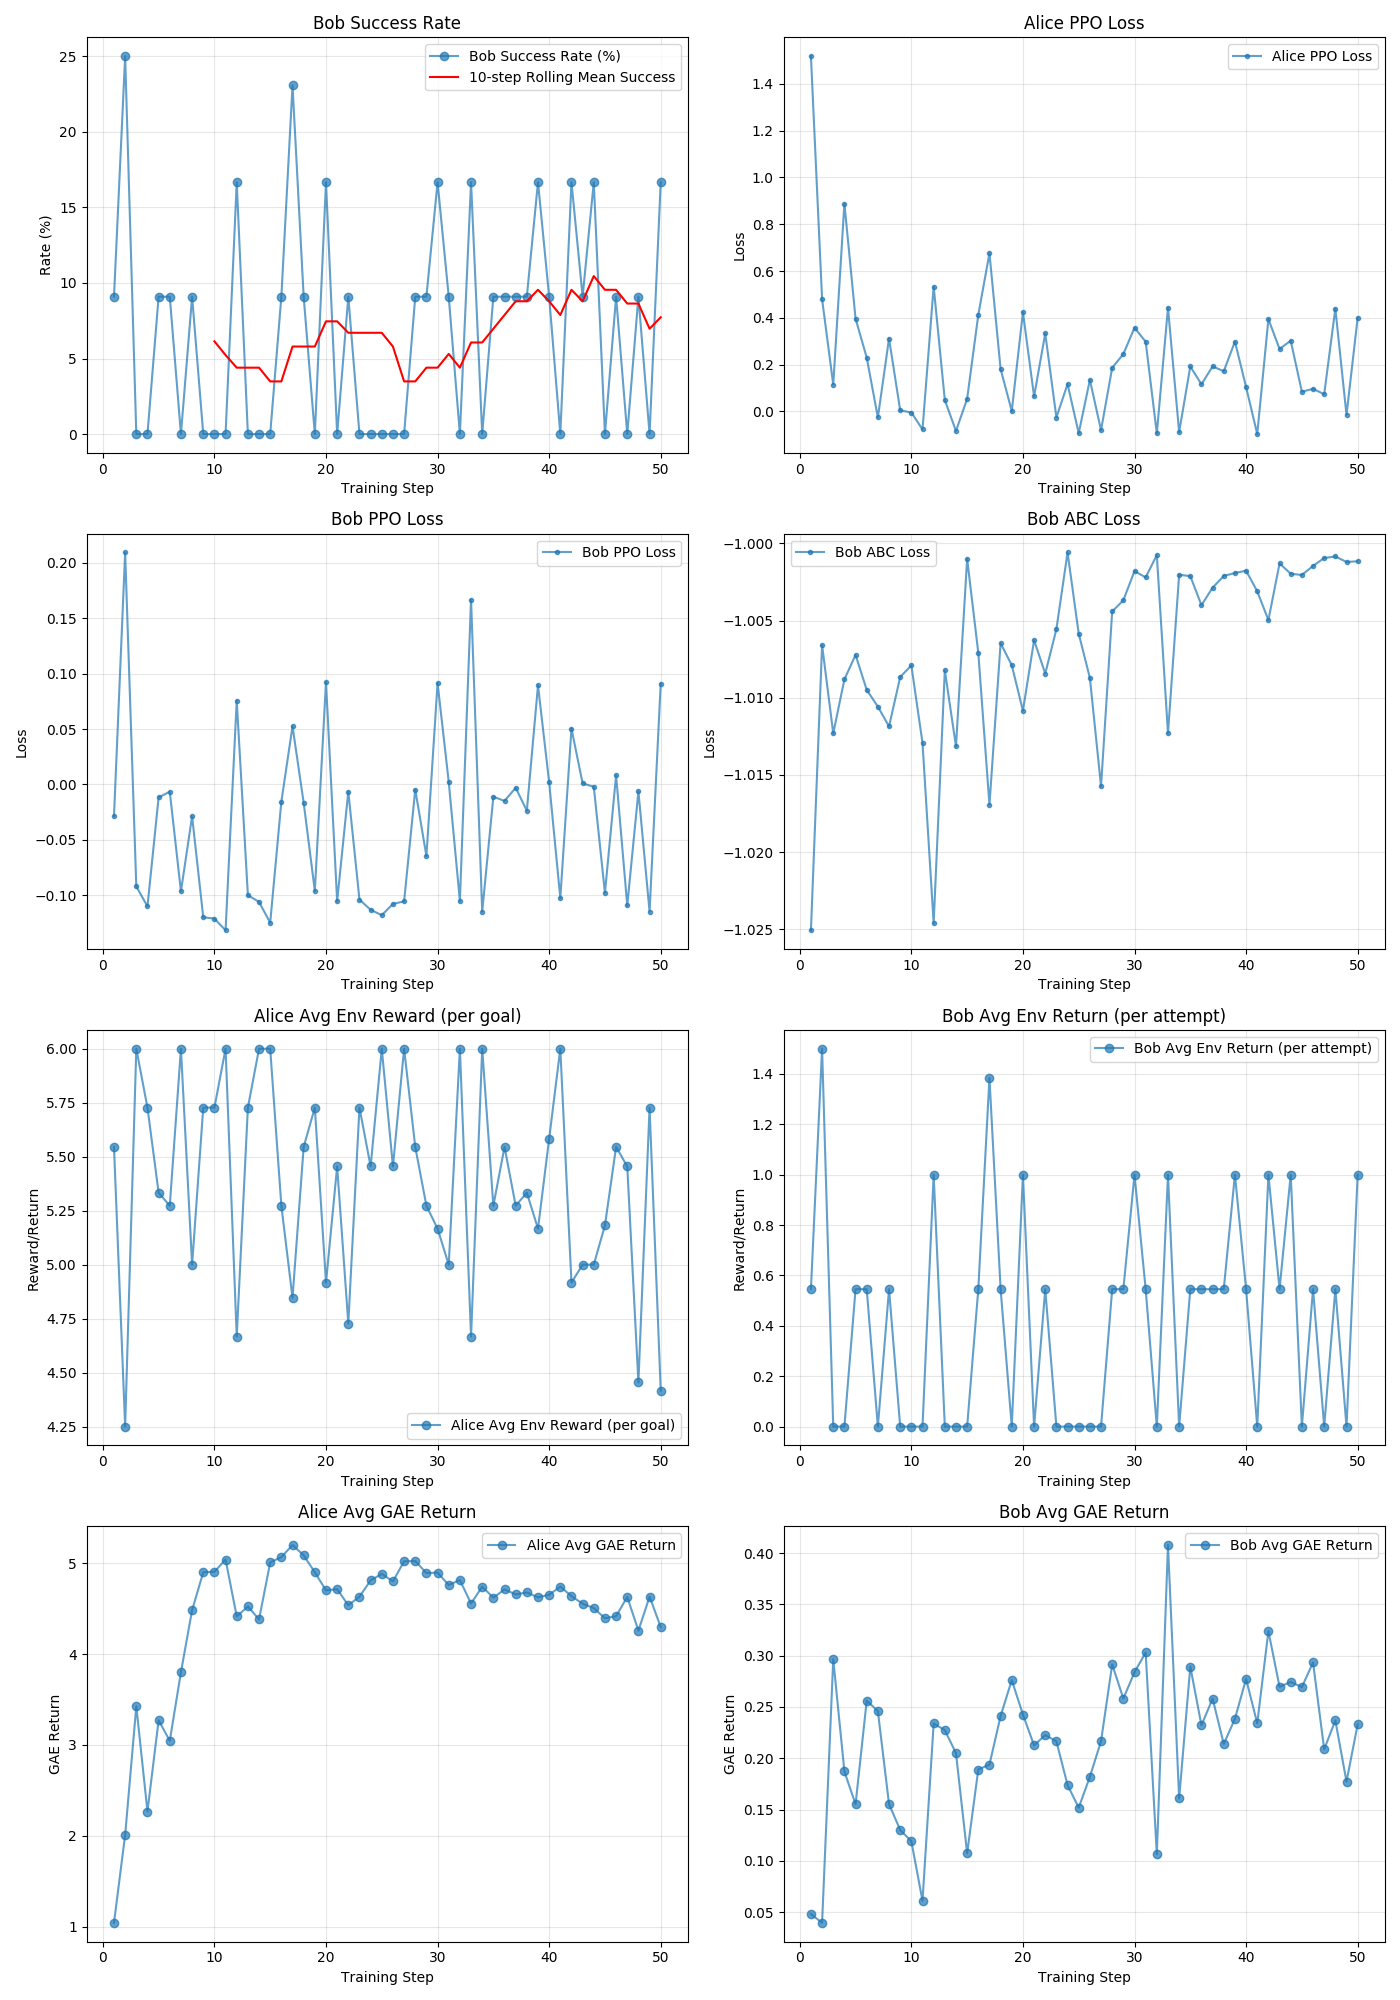 Bob Success Rate
Bob Success Rate (%)
10-step Rolling Mean Success
Rate (%)
25
20
15
10
5
0
0 10 20 30 40 50
Training Step
Alice PPO Loss
Alice PPO Loss
Loss
1.4
1.2
1.0
0.8
0.6
0.4
0.2
0.0
0 10 20 30 40 50
Training Step
Bob PPO Loss
Bob PPO Loss
Loss
0.20
0.15
0.10
0.05
0.00
−0.05
−0.10
0 10 20 30 40 50
Training Step
Bob ABC Loss
Bob ABC Loss
Loss
−1.000
−1.005
−1.010
−1.015
−1.020
−1.025
0 10 20 30 40 50
Training Step
Alice Avg Env Reward (per goal)
Reward/Return
6.00
5.75
5.50
5.25
5.00
4.75
4.50
4.25
Alice Avg Env Reward (per goal)
0 10 20 30 40 50
Training Step
Bob Avg Env Return (per attempt)
Bob Avg Env Return (per attempt)
Reward/Return
1.4
1.2
1.0
0.8
0.6
0.4
0.2
0.0
0 10 20 30 40 50
Training Step
Alice Avg GAE Return
Alice Avg GAE Return
GAE Return
5
4
3
2
1
0 10 20 30 40 50
Training Step
Bob Avg GAE Return
Bob Avg GAE Return
GAE Return
0.40
0.35
0.30
0.25
0.20
0.15
0.10
0.05
0 10 20 30 40 50
Training Step